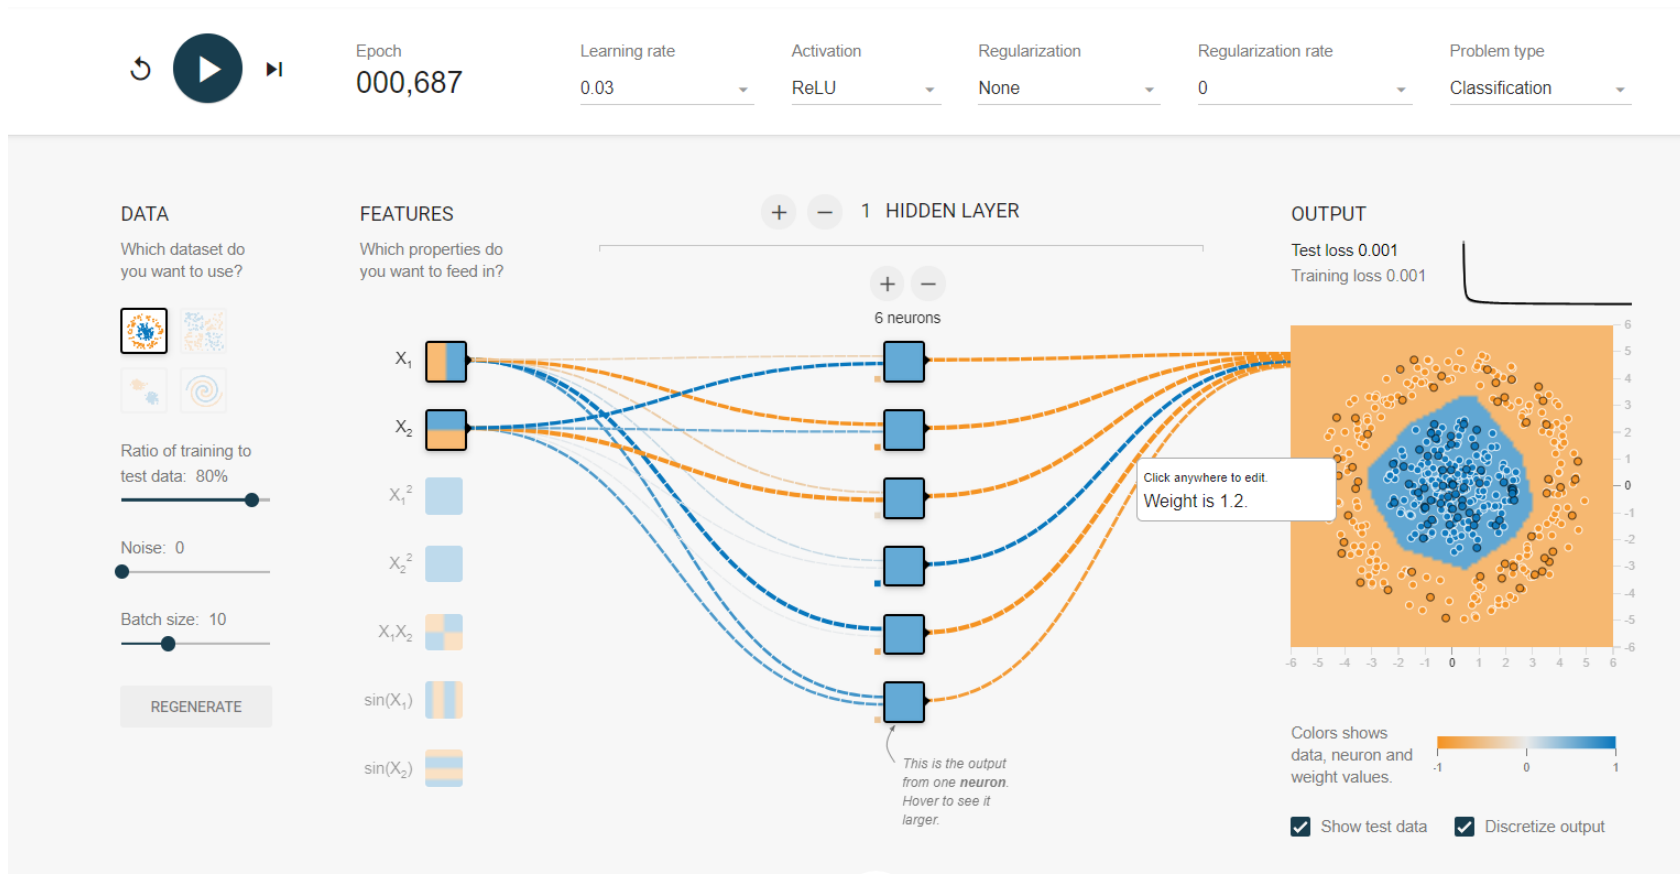 Epoch
000,687
Learning rate
0.03
Activation
ReLU
Regularization
None
Regularization rate
0
Problem type
Classification
DATA
Which dataset do
you want to use?
Ratio of training to
test data: 80%
Noise: 0
Batch size: 10
REGENERATE
FEATURES
Which properties do
you want to feed in?
X₁
X₂
X₁²
X₂²
X₁X₂
sin(X₁)
sin(X₂)
+ − 1 HIDDEN LAYER
+ −
6 neurons
Click anywhere to edit.
Weight is 1.2.
This is the output
from one neuron.
Hover to see it
larger.
OUTPUT
Test loss 0.001
Training loss 0.001
6
5
4
3
2
1
0
-1
-2
-3
-4
-5
-6
-6 -5 -4 -3 -2 -1 0 1 2 3 4 5 6
Colors shows
data, neuron and
weight values.
-1 0 1
Show test data
Discretize output